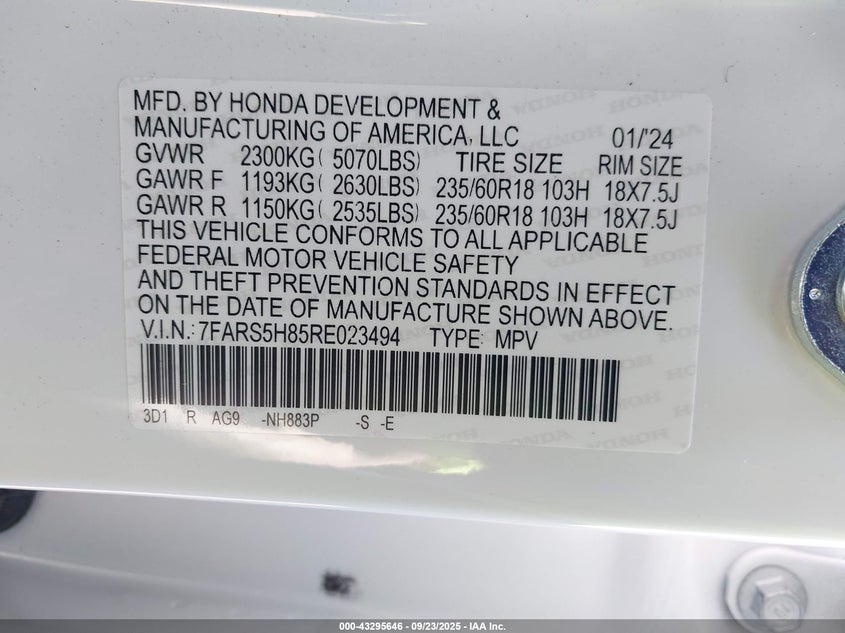 MFD. BY HONDA DEVELOPMENT &
MANUFACTURING OF AMERICA, LLC 01/'24
GVWR 2300KG( 5070LBS) TIRE SIZE RIM SIZE
GAWR F 1193KG( 2630LBS) 235/60R18 103H 18X7.5J
GAWR R 1150KG( 2535LBS) 235/60R18 103H 18X7.5J
THIS VEHICLE CONFORMS TO ALL APPLICABLE
FEDERAL MOTOR VEHICLE SAFETY
AND THEFT PREVENTION STANDARDS IN EFFECT
ON THE DATE OF MANUFACTURE SHOWN ABOVE.
V.I.N.: 7FARS5H85RE023494 TYPE: MPV
3D1 R AG9 -NH883P -S -E
000-43295646 - 09/23/2025 - IAA Inc.